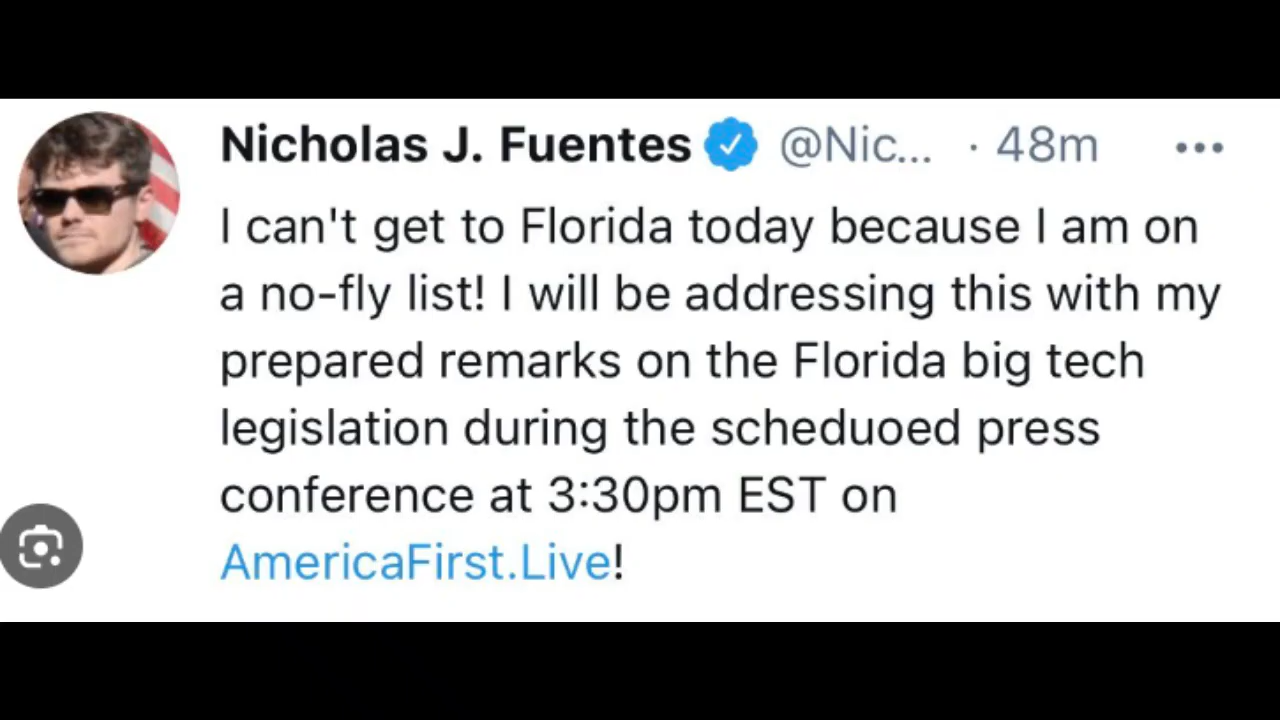 Nicholas J. Fuentes @Nic... · 48m
I can't get to Florida today because I am on
a no-fly list! I will be addressing this with my
prepared remarks on the Florida big tech
legislation during the scheduoed press
conference at 3:30pm EST on
AmericaFirst.Live!